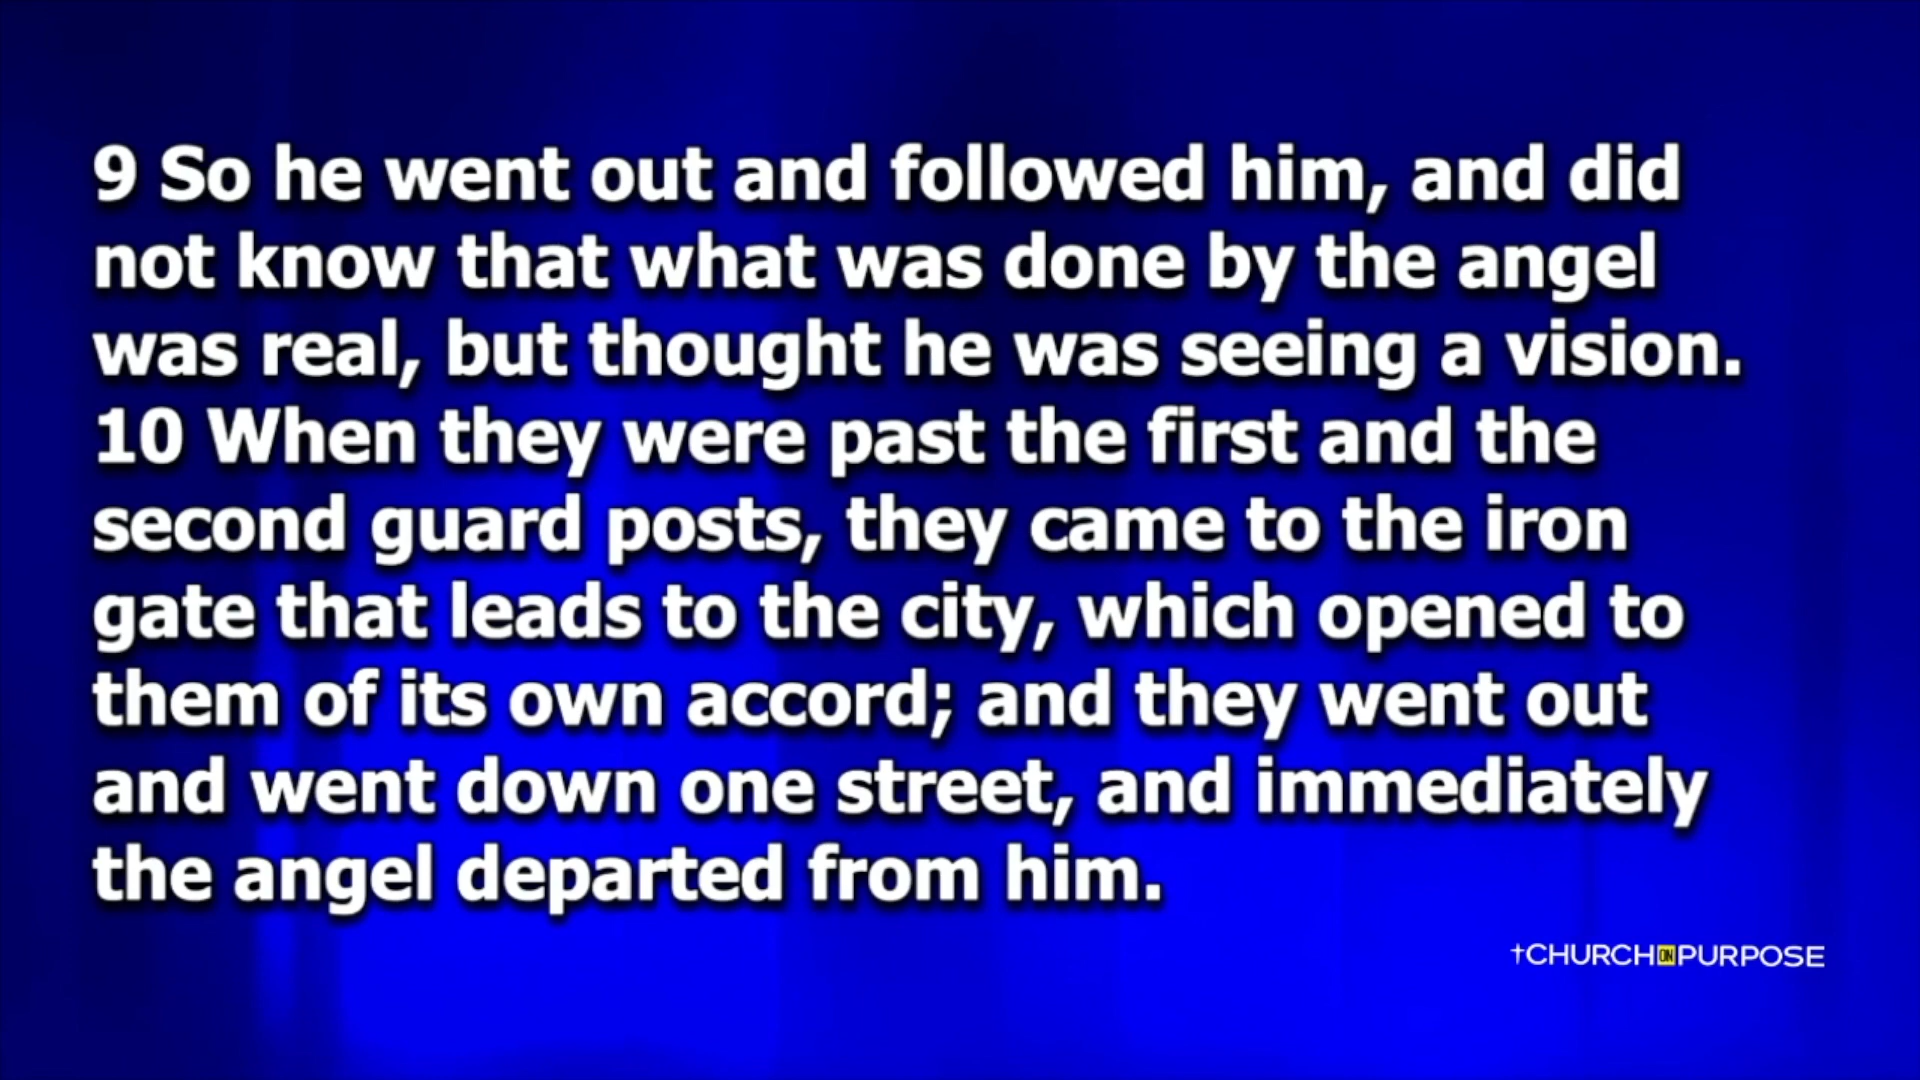 9 So he went out and followed him, and did
not know that what was done by the angel
was real, but thought he was seeing a vision.
10 When they were past the first and the
second guard posts, they came to the iron
gate that leads to the city, which opened to
them of its own accord; and they went out
and went down one street, and immediately
the angel departed from him.
†CHURCH ON PURPOSE